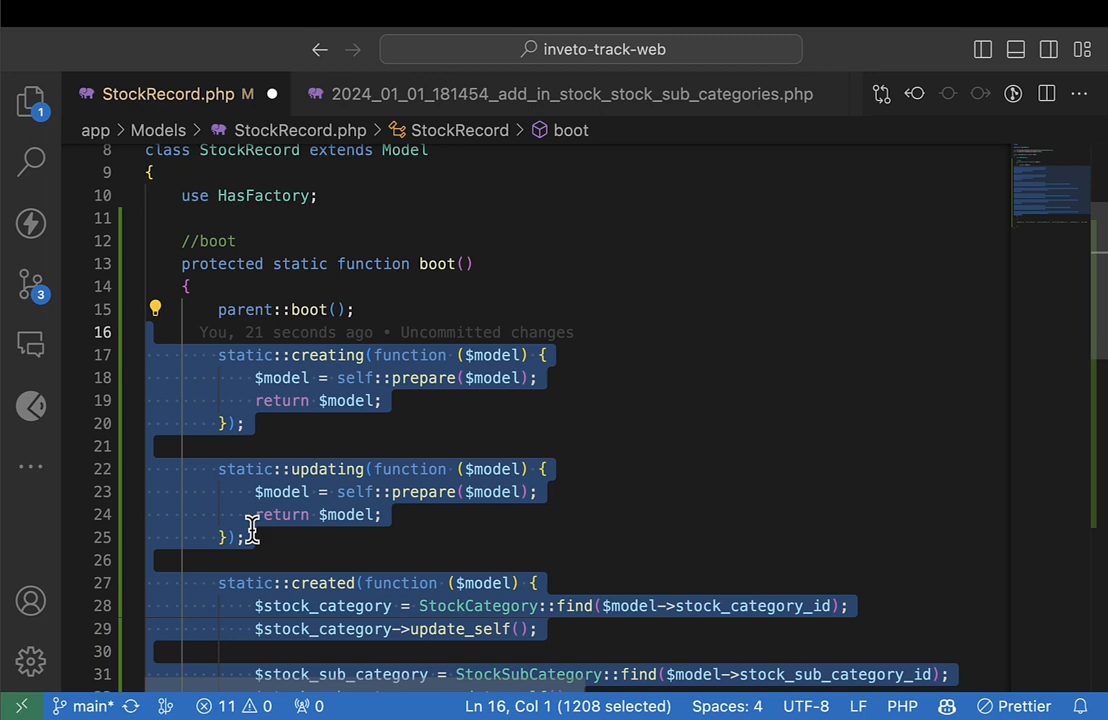 inveto-track-web
StockRecord.php M
2024_01_01_181454_add_in_stock_stock_sub_categories.php
app > Models > StockRecord.php > StockRecord > boot
1
3
8 class StockRecord extends Model
9 {
10 use HasFactory;
11
12 //boot
13 protected static function boot()
14 {
15 parent::boot();
16 You, 21 seconds ago • Uncommitted changes
17 static::creating(function ($model) {
18 $model = self::prepare($model);
19 return $model;
20 });
21
22 static::updating(function ($model) {
23 $model = self::prepare($model);
24 return $model;
25 });
26
27 static::created(function ($model) {
28 $stock_category = StockCategory::find($model->stock_category_id);
29 $stock_category->update_self();
30
31 $stock_sub_category = StockSubCategory::find($model->stock_sub_category_id);
main* 11 0 0 Ln 16, Col 1 (1208 selected) Spaces: 4 UTF-8 LF PHP Prettier